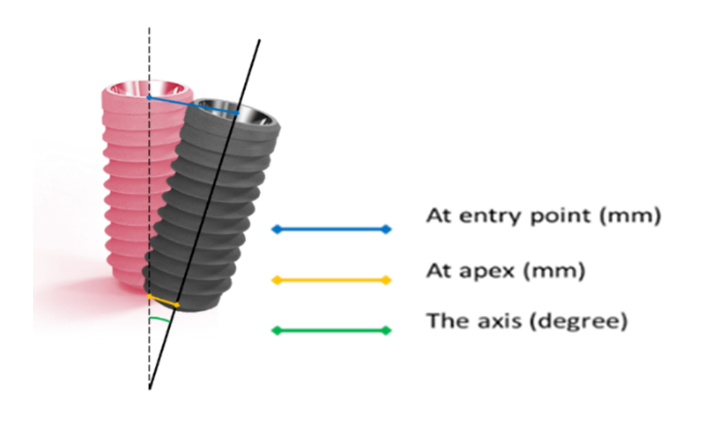 At entry point (mm)
At apex (mm)
The axis (degree)